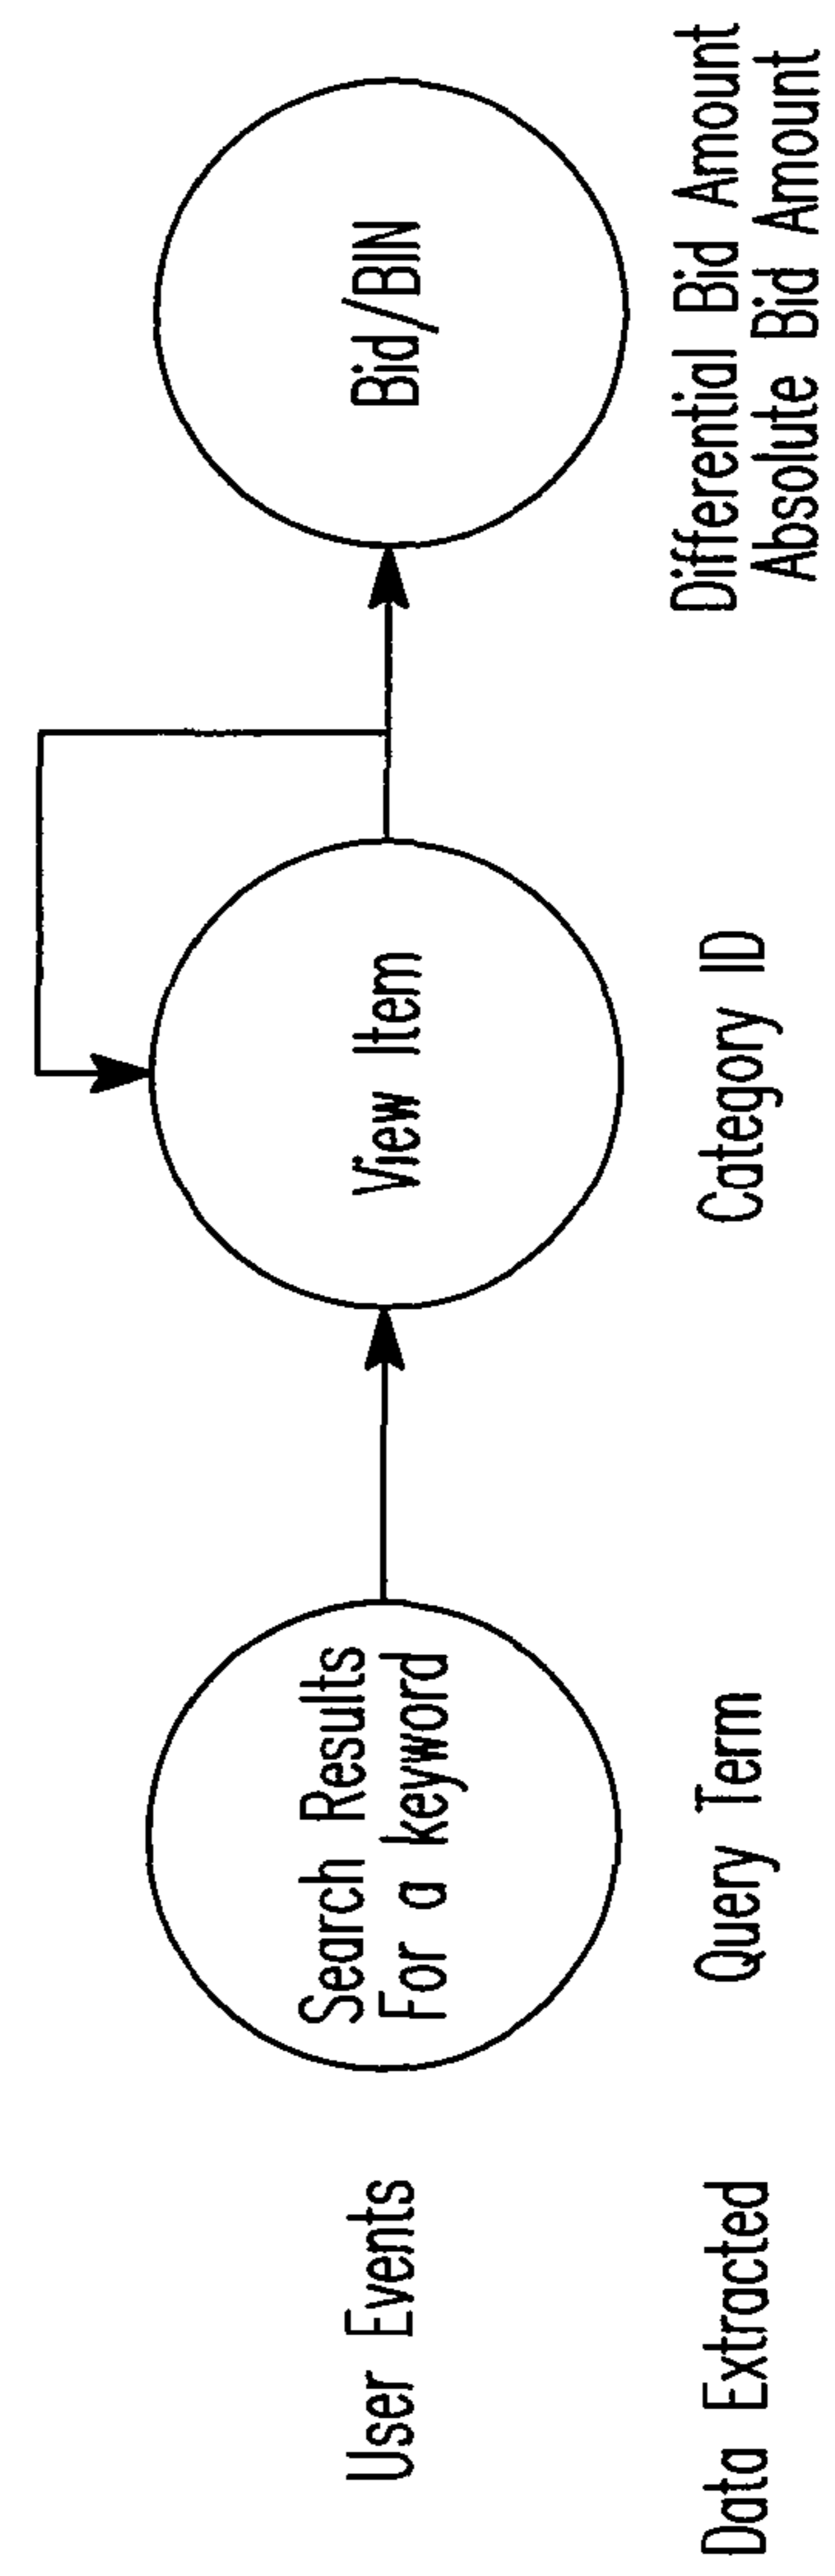 User Events
Search Results
For a keyword
View Item
Bid/BIN
Data Extracted
Query Term
Category ID
Differential Bid Amount
Absolute Bid Amount